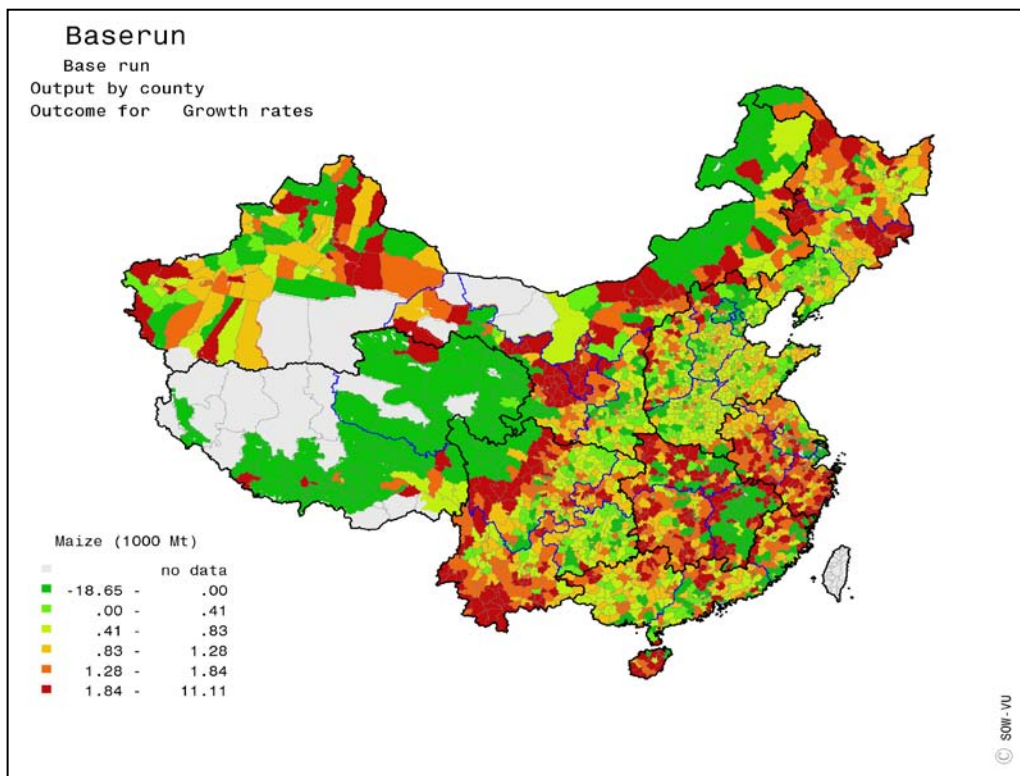 Baserun
Base run
Output by county
Outcome for Growth rates
Maize (1000 Mt)
no data
-18.65 - .00
.00 - .41
.41 - .83
.83 - 1.28
1.28 - 1.84
1.84 - 11.11
© SOW-VU